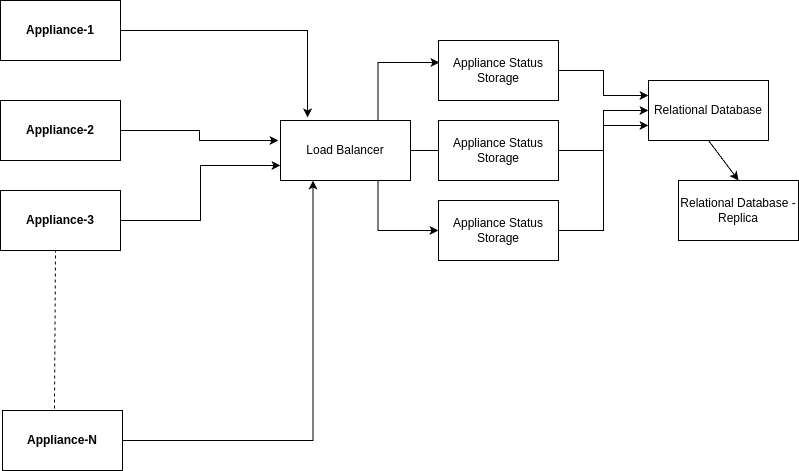 Appliance-1
Appliance-2
Appliance-3
Appliance-N
Load Balancer
Appliance Status
Storage
Appliance Status
Storage
Appliance Status
Storage
Relational Database
Relational Database -
Replica